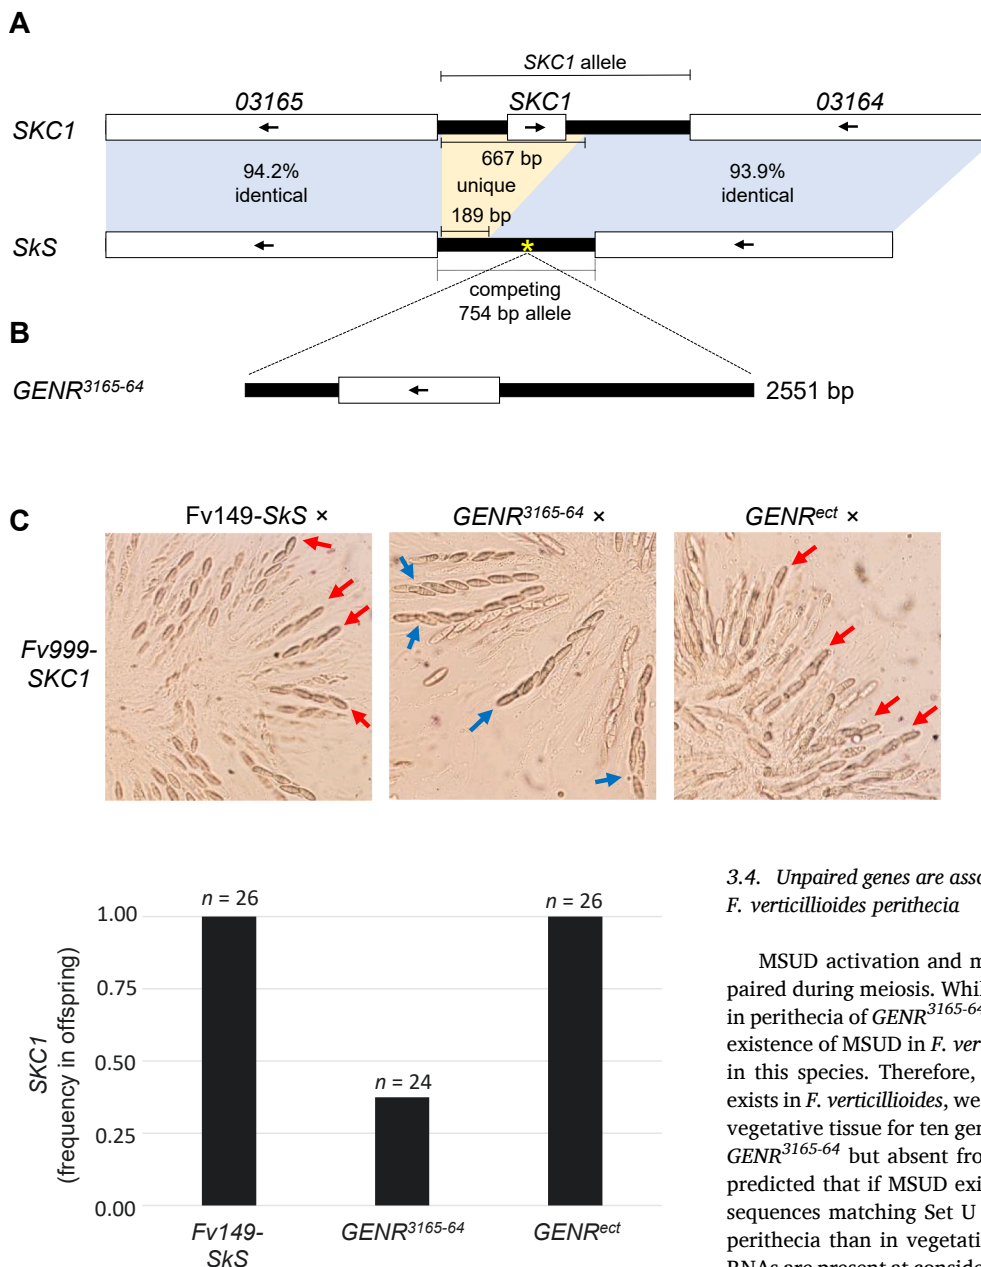 A
SKC1 allele
03165 SKC1 03164
SKC1
667 bp
94.2%
identical
unique
93.9%
identical
189 bp
SkS
*
competing
754 bp allele
B
GENR3165-64
2551 bp
C
Fv149-SkS ×
GENR3165-64 ×
GENRect ×
Fv999-
SKC1
SKC1
(frequency in offspring)
1.00
0.75
0.50
0.25
0.00
n = 26
n = 24
n = 26
Fv149-
SkS
GENR3165-64
GENRect
3.4. Unpaired genes are asso
F. verticillioides perithecia
MSUD activation and m
paired during meiosis. Whil
in perithecia of GENR3165-64
existence of MSUD in F. ver
in this species. Therefore,
exists in F. verticillioides, we
vegetative tissue for ten gen
GENR3165-64 but absent fro
predicted that if MSUD exi
sequences matching Set U
perithecia than in vegetati